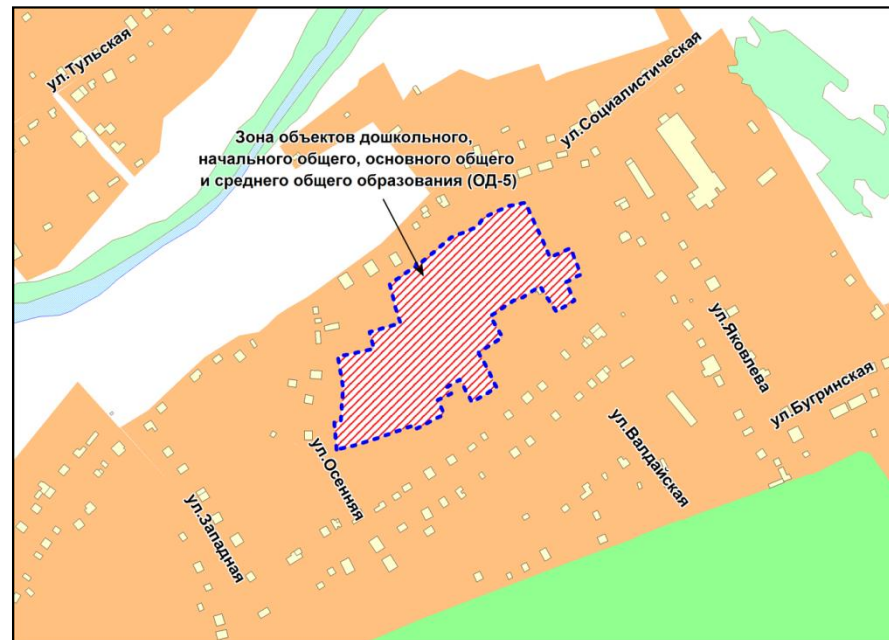 ул.Тульская
ул.Социалистическая
Зона объектов дошкольного,
начального общего, основного общего
и среднего общего образования (ОД-5)
ул.Яковлева
ул.Бугринская
ул.Валдайская
ул.Осенняя
ул.Западная